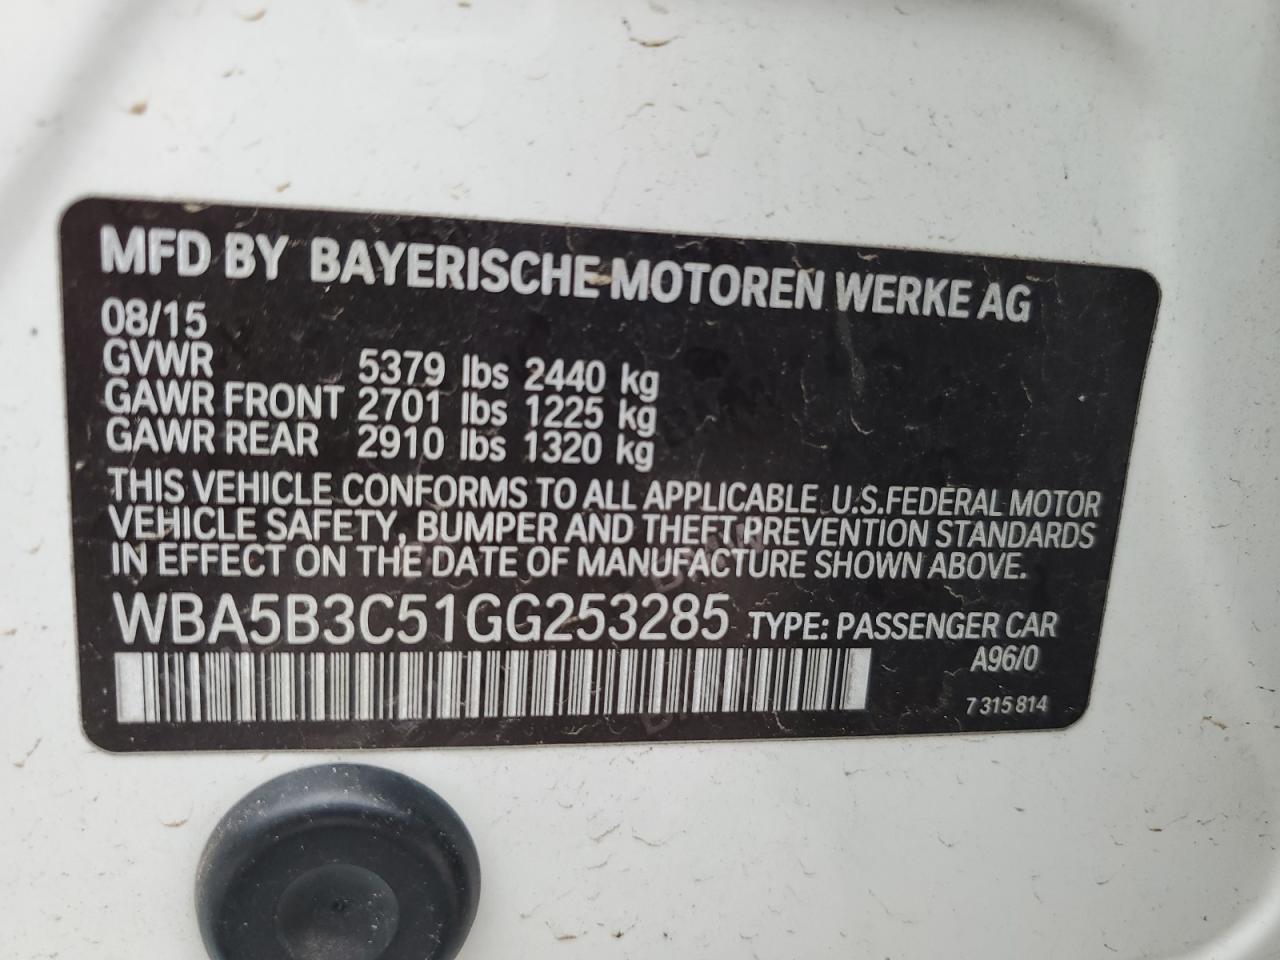 MFD BY BAYERISCHE MOTOREN WERKE AG
08/15
GVWR 5379 lbs 2440 kg
GAWR FRONT 2701 lbs 1225 kg
GAWR REAR 2910 lbs 1320 kg
THIS VEHICLE CONFORMS TO ALL APPLICABLE U.S.FEDERAL MOTOR
VEHICLE SAFETY, BUMPER AND THEFT PREVENTION STANDARDS
IN EFFECT ON THE DATE OF MANUFACTURE SHOWN ABOVE.
WBA5B3C51GG253285 TYPE: PASSENGER CAR
A96/0
7 315 814